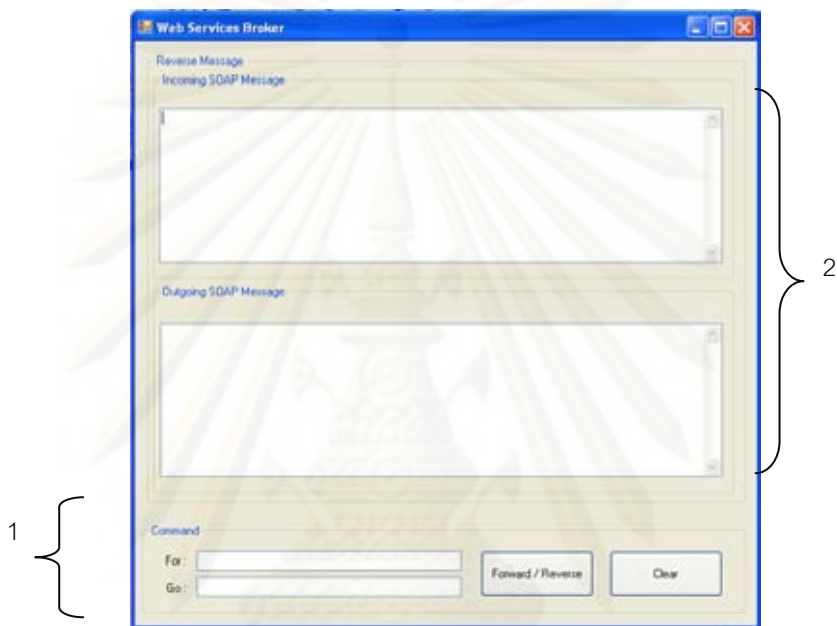 Web Services Broker
Reverse Message
Incoming SOAP Message
2
Outgoing SOAP Message
1
Command
For :
Forward / Reverse
Clear
Go :